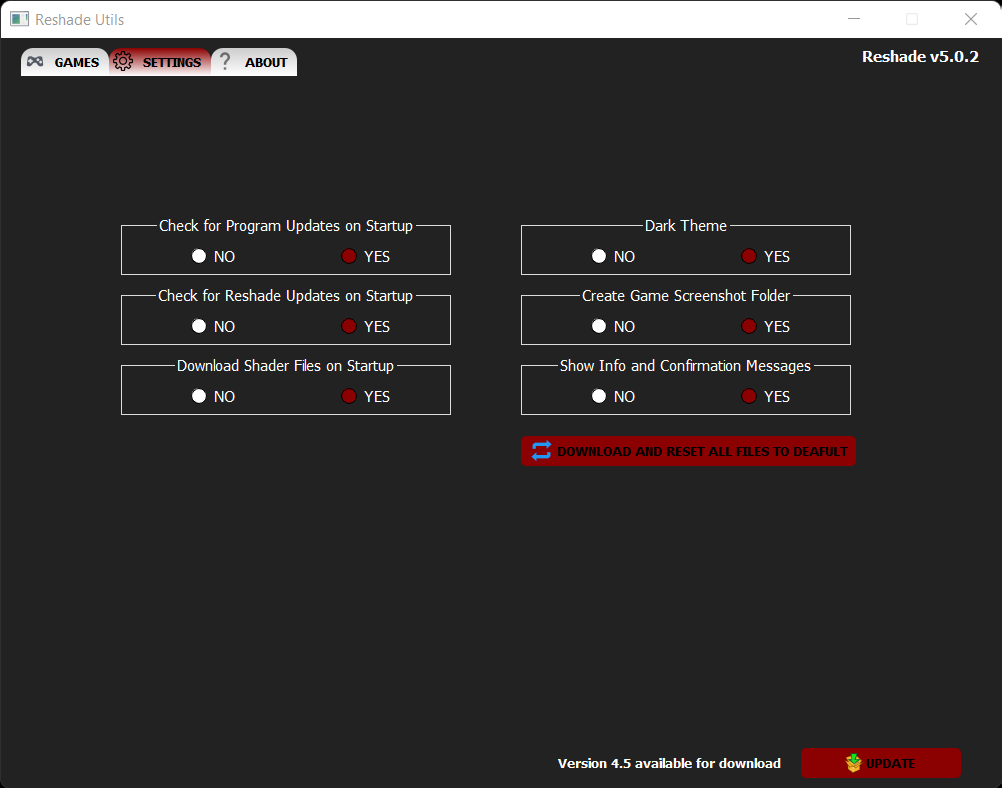 Reshade Utils
GAMES SETTINGS ? ABOUT
Reshade v5.0.2
Check for Program Updates on Startup
NO YES
Dark Theme
NO YES
Check for Reshade Updates on Startup
NO YES
Create Game Screenshot Folder
NO YES
Download Shader Files on Startup
NO YES
Show Info and Confirmation Messages
NO YES
DOWNLOAD AND RESET ALL FILES TO DEAFULT
Version 4.5 available for download
UPDATE